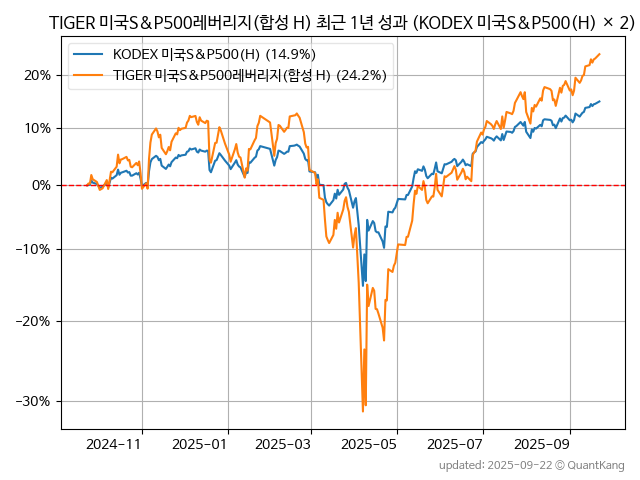 TIGER 미국S&P500레버리지(합성 H) 최근 1년 성과 (KODEX 미국S&P500(H) × 2)
KODEX 미국S&P500(H) (14.9%)
TIGER 미국S&P500레버리지(합성 H) (24.2%)
20%
10%
0%
−10%
−20%
−30%
2024-11 2025-01 2025-03 2025-05 2025-07 2025-09
updated: 2025-09-22 © QuantKang